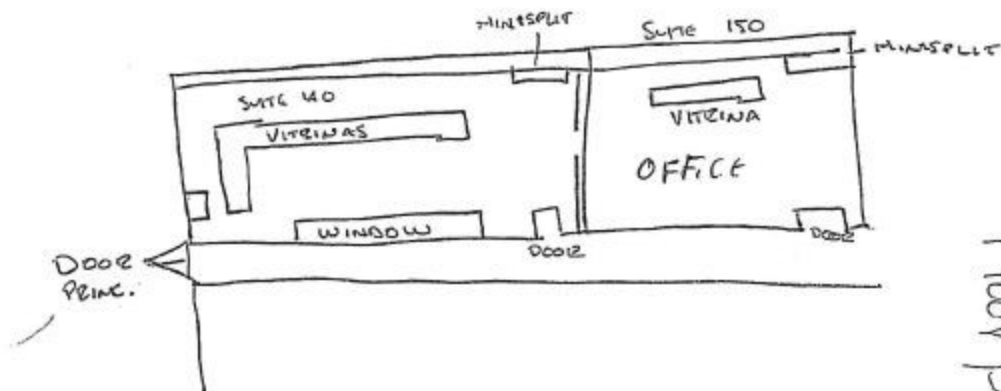 MINISPLIT
SUITE 150
MINISPLIT
SUITE 140
VITRINAS
VITRINA
OFFICE
WINDOW
DOOR
DOOR
DOOR
PRINC.